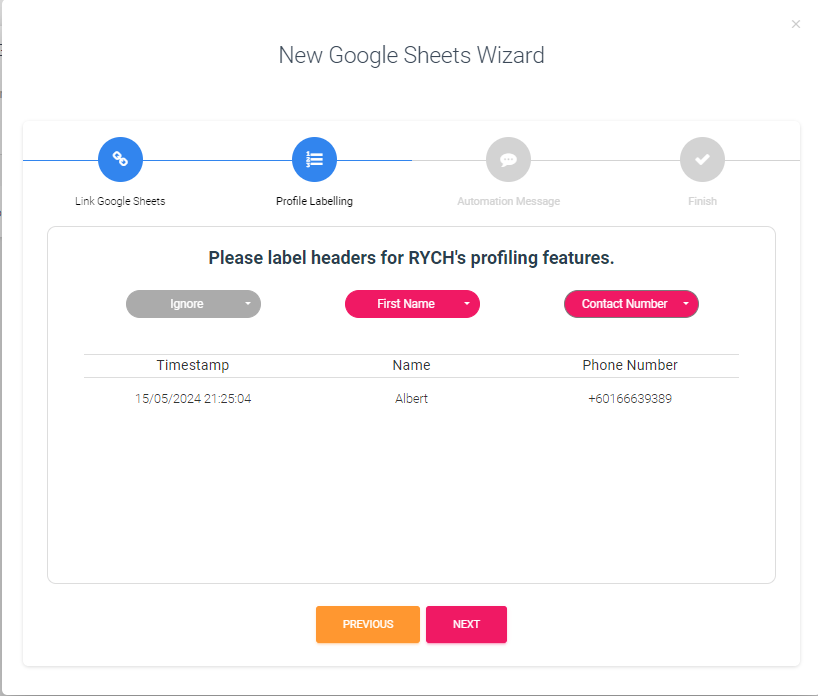 ×
New Google Sheets Wizard
Link Google Sheets
Profile Labelling
Automation Message
Finish
Please label headers for RYCH's profiling features.
Ignore
First Name
Contact Number
Timestamp Name Phone Number
15/05/2024 21:25:04 Albert +60166639389
PREVIOUS
NEXT